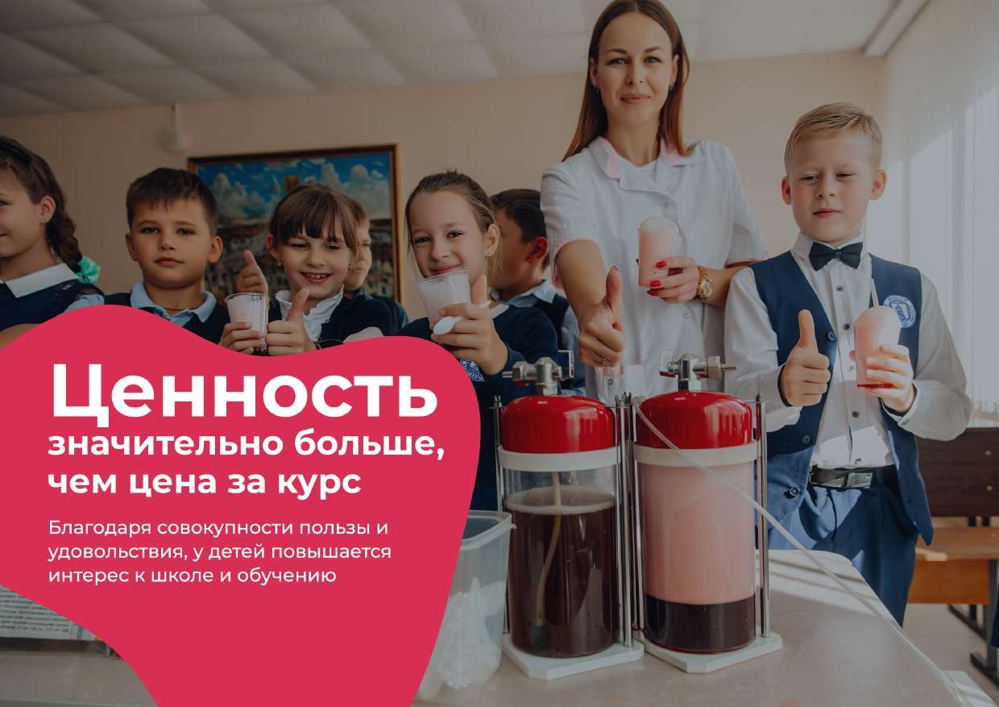 Ценность
значительно больше,
чем цена за курс
Благодаря совокупности пользы и
удовольствия, у детей повышается
интерес к школе и обучению